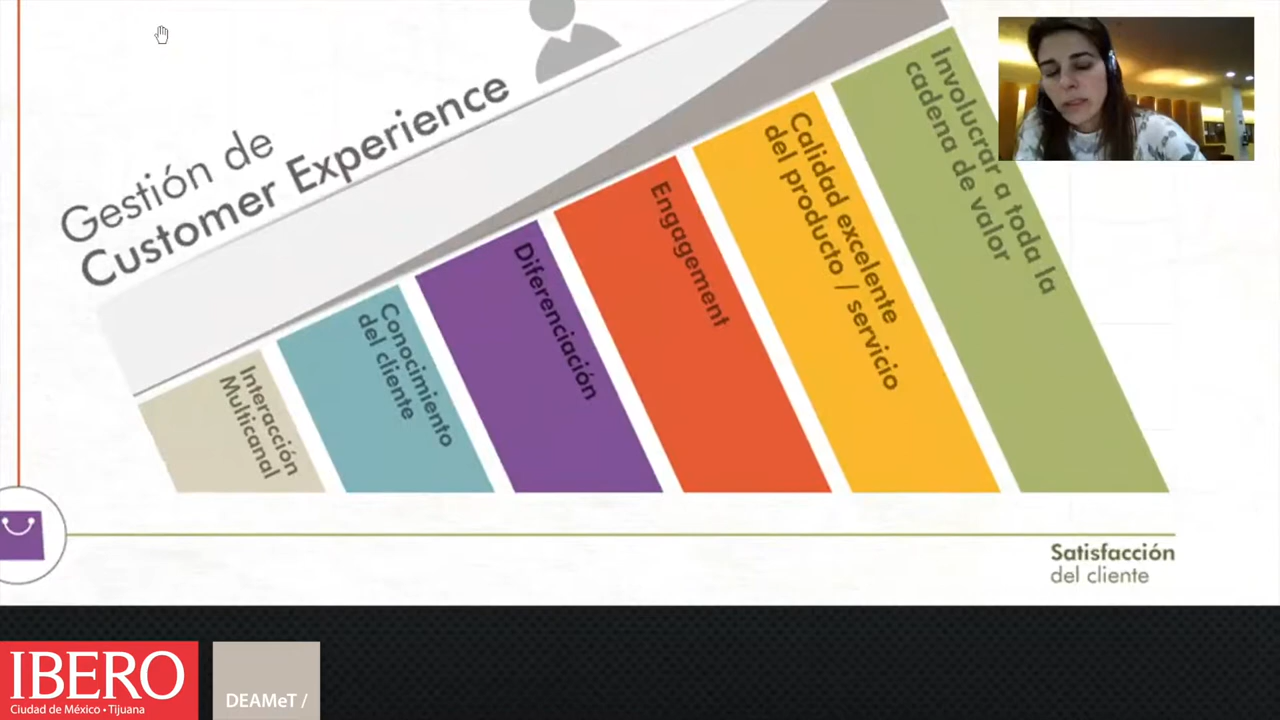 Gestión de
Customer Experience
Interacción
Multicanal
Conocimiento
del cliente
Diferenciación
Engagement
Calidad excelente
del producto / servicio
Involucrar a toda la
cadena de valor
Satisfacción
del cliente
IBERO
Ciudad de México • Tijuana
DEAMeT /